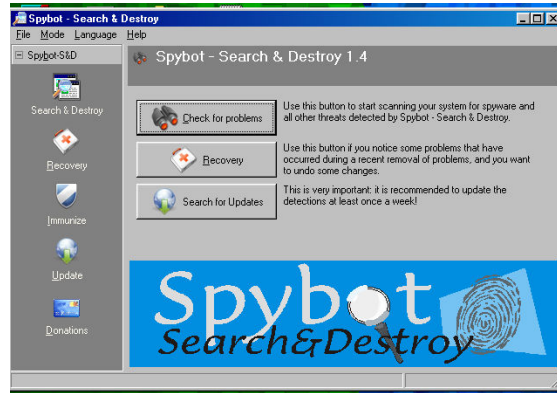 Spybot - Search & Destroy
File Mode Language Help
Spybot-S&D
Search & Destroy
Recovery
Immunize
Update
Donations
Spybot - Search & Destroy 1.4
Check for problems
Use this button to start scanning your system for spyware and
all other threats detected by Spybot - Search & Destroy.
Recovery
Use this button if you notice some problems that have
occurred during a recent removal of problems, and you want
to undo some changes.
Search for Updates
This is very important: it is recommended to update the
detections at least once a week!
Spybot
Search&Destroy